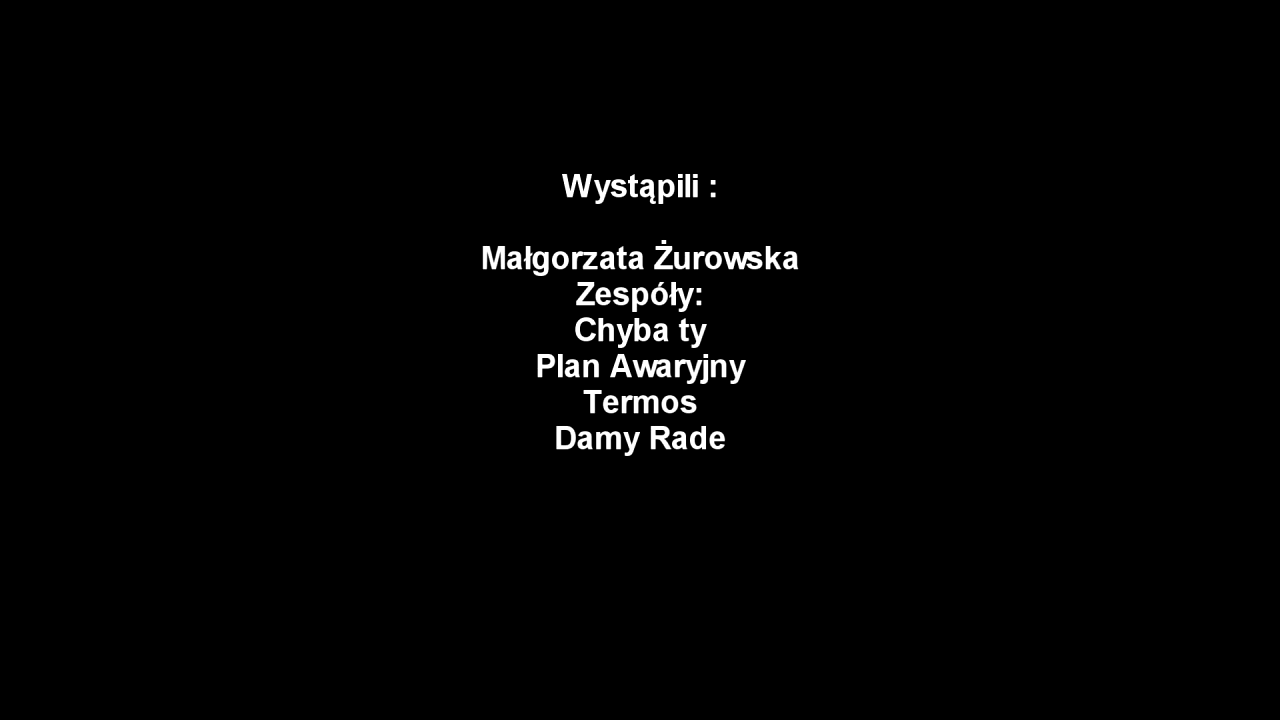 Wystąpili :
Małgorzata Żurowska
Zespóły:
Chyba ty
Plan Awaryjny
Termos
Damy Rade